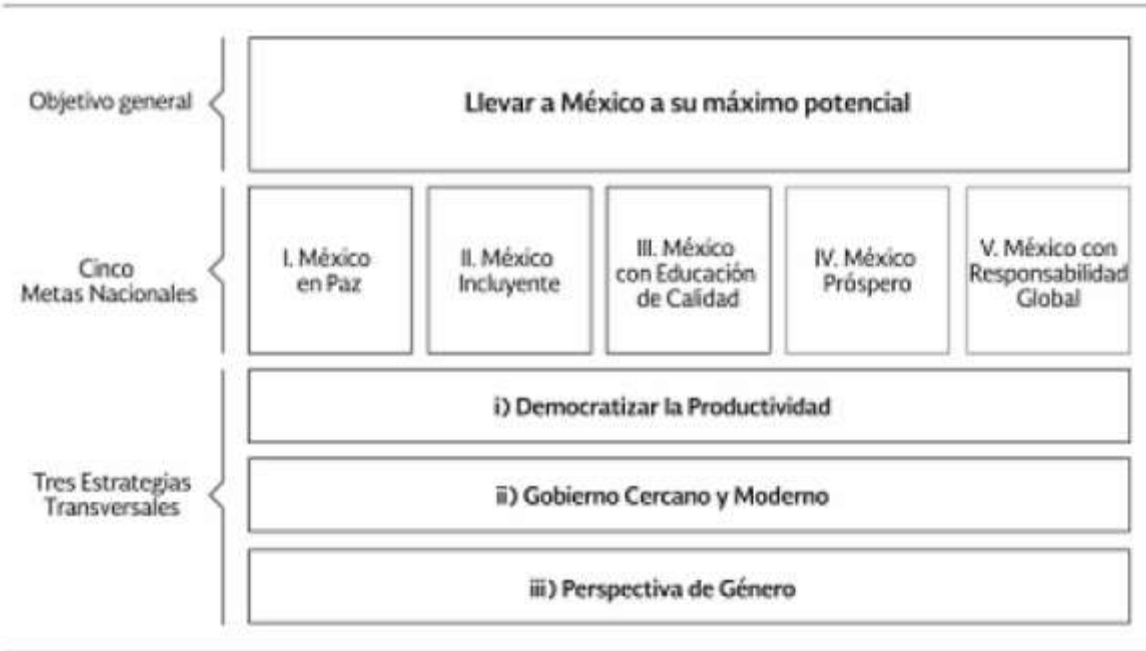 Objetivo general
Llevar a México a su máximo potencial
Cinco
Metas Nacionales
I. México
en Paz
II. México
Incluyente
III. México
con Educación
de Calidad
IV. México
Próspero
V. México con
Responsabilidad
Global
Tres Estrategias
Transversales
i) Democratizar la Productividad
ii) Gobierno Cercano y Moderno
iii) Perspectiva de Género